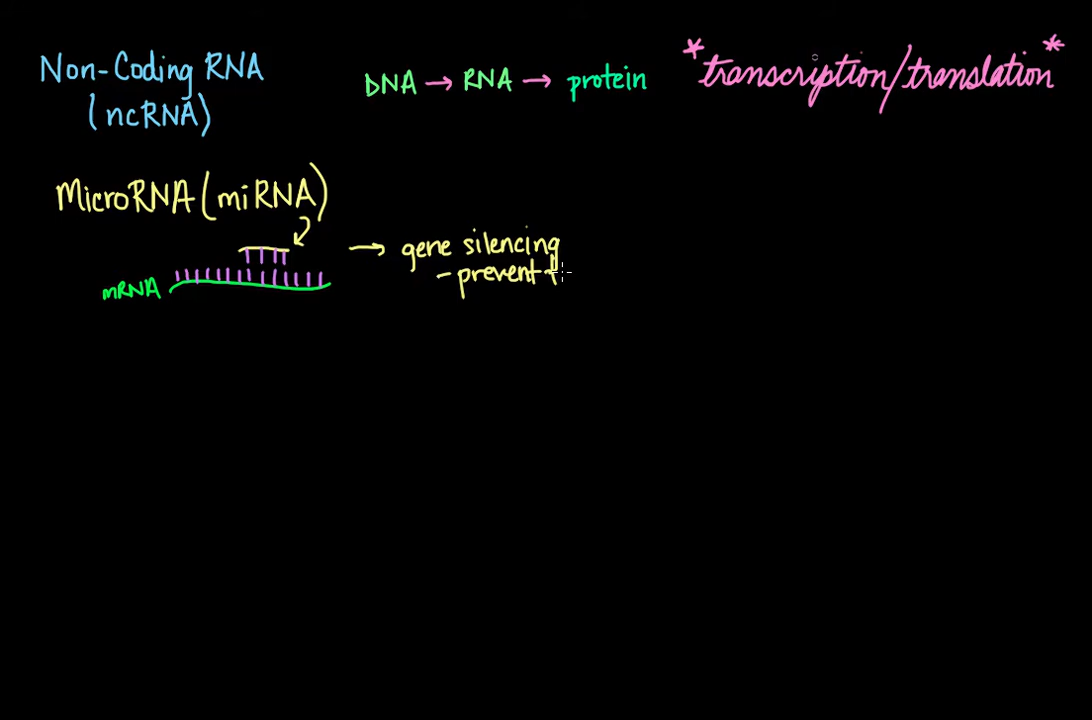 Non-Coding RNA
(ncRNA)
DNA → RNA → protein
*transcription/translation*
MicroRNA (miRNA)
→ gene silencing
- prevent t
mRNA